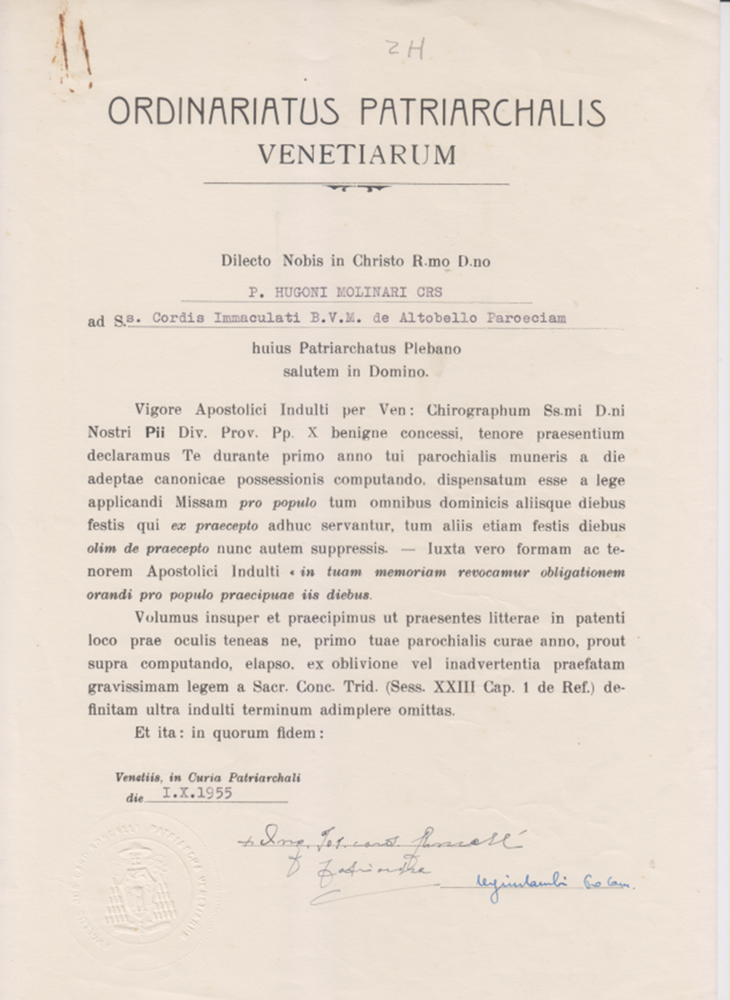 2H
ORDINARIATUS PATRIARCHALIS
VENETIARUM
Dilecto Nobis in Christo R.mo D.no
P. HUGONI MOLINARI CRS
ad S.s. Cordis Immaculati B.V.M. de Altobello Paroeciam
huius Patriarchatus Plebano
salutem in Domino.
Vigore Apostolici Indulti per Ven: Chirographum Ss.mi D.ni
Nostri Pii Div. Prov. Pp. X benigne concessi, tenore praesentium
declaramus Te durante primo anno tui parochialis muneris a die
adeptae canonicae possessionis computando, dispensatum esse a lege
applicandi Missam pro populo tum omnibus dominicis aliisque diebus
festis qui ex praecepto adhuc servantur, tum aliis etiam festis diebus
olim de praecepto nunc autem suppressis. — Iuxta vero formam ac te-
norem Apostolici Indulti « in tuam memoriam revocamur obligationem
orandi pro populo praecipuae iis diebus.
Volumus insuper et praecipimus ut praesentes litterae in patenti
loco prae oculis teneas ne, primo tuae parochialis curae anno, prout
supra computando, elapso, ex oblivione vel inadvertentia praefatam
gravissimam legem a Sacr. Conc. Trid. (Sess. XXIII Cap. 1 de Ref.) de-
finitam ultra indulti terminum adimplere omittas.
Et ita: in quorum fidem:
Venetiis, in Curia Patriarchali
die I.X.1955
+ Ang. Gius. card. Roncalli
patriarcha